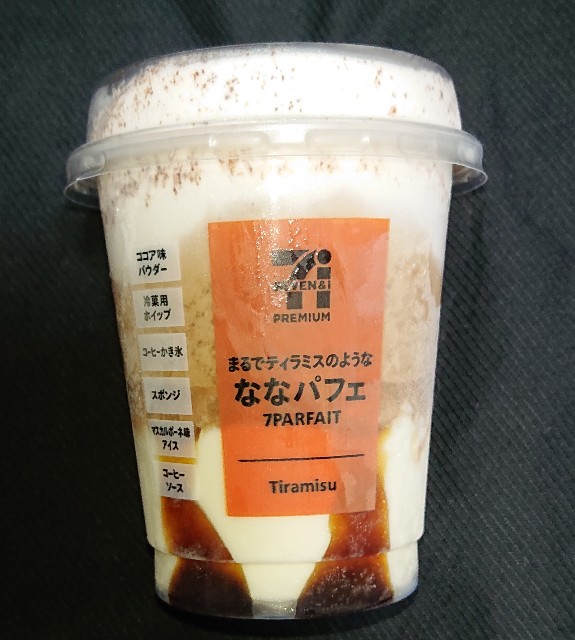 ココア味
パウダー
冷菓用
ホイップ
コーヒーかき氷
スポンジ
マスカルポーネ味
アイス
コーヒー
ソース
7i
SEVEN&i
PREMIUM
まるでティラミスのような
ななパフェ
7PARFAIT
Tiramisu